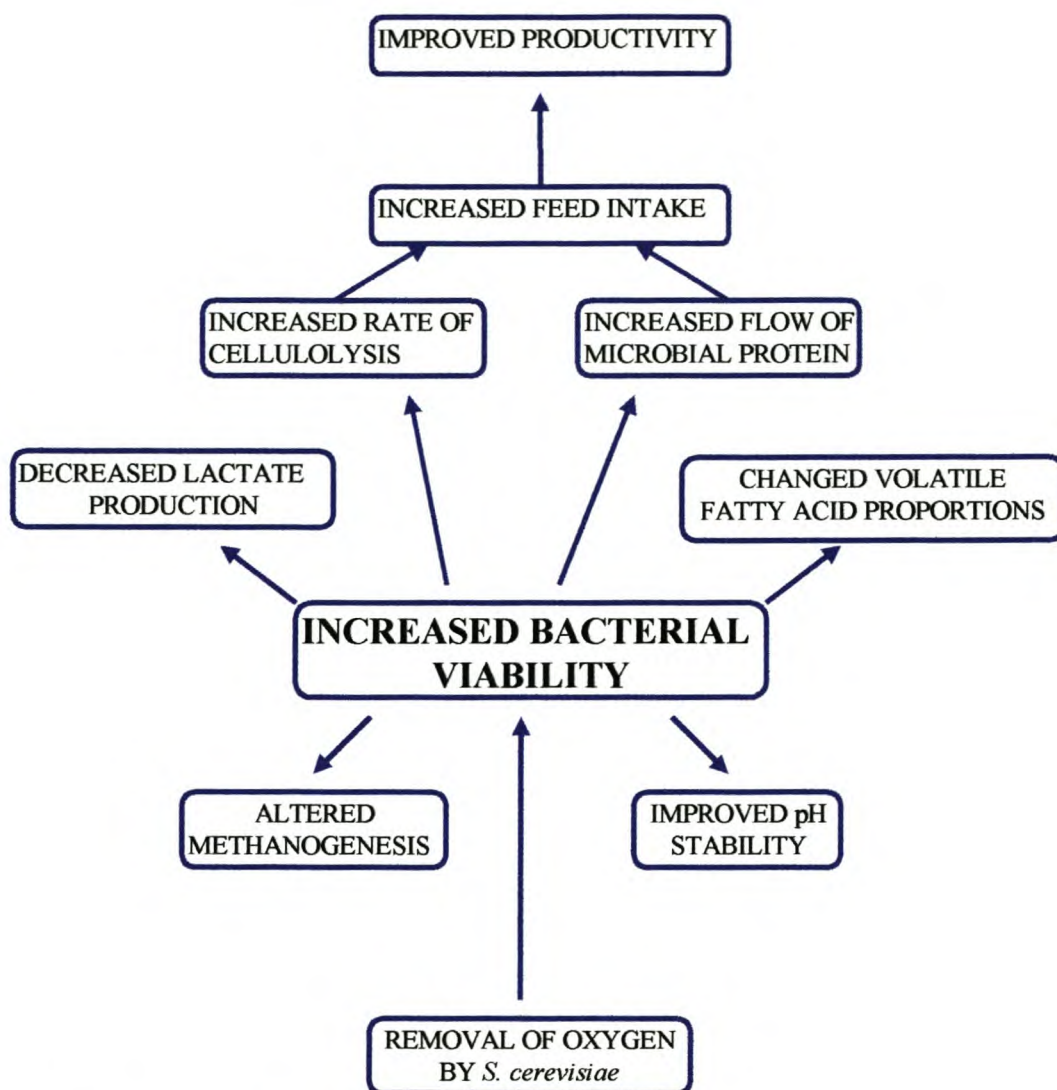 IMPROVED PRODUCTIVITY
INCREASED FEED INTAKE
INCREASED RATE OF
CELLULOLYSIS
INCREASED FLOW OF
MICROBIAL PROTEIN
DECREASED LACTATE
PRODUCTION
CHANGED VOLATILE
FATTY ACID PROPORTIONS
INCREASED BACTERIAL
VIABILITY
ALTERED
METHANOGENESIS
IMPROVED pH
STABILITY
REMOVAL OF OXYGEN
BY S. cerevisiae